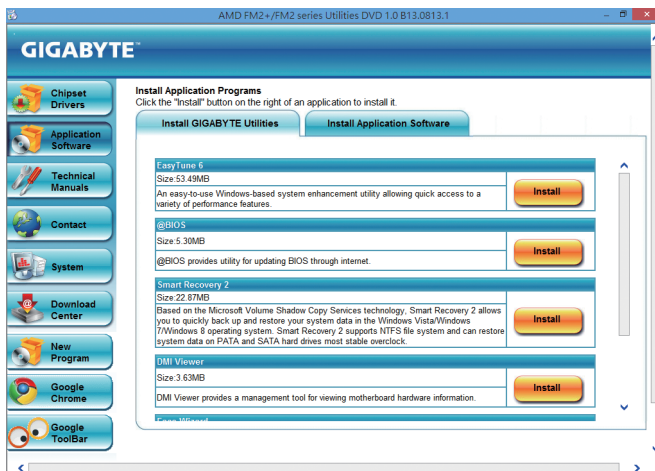 AMD FM2+/FM2 series Utilities DVD 1.0 B13.0813.1
GIGABYTE™
Chipset
Drivers
Application
Software
Technical
Manuals
Contact
System
Download
Center
New
Program
Google
Chrome
Google
ToolBar
Install Application Programs
Click the "Install" button on the right of an application to install it.
Install GIGABYTE Utilities
Install Application Software
EasyTune 6
Size:53.49MB
An easy-to-use Windows-based system enhancement utility allowing quick access to a
variety of performance features.
Install
@BIOS
Size:5.30MB
@BIOS provides utility for updating BIOS through internet.
Install
Smart Recovery 2
Size:22.87MB
Based on the Microsoft Volume Shadow Copy Services technology, Smart Recovery 2 allows
you to quickly back up and restore your system data in the Windows Vista/Windows
7/Windows 8 operating system. Smart Recovery 2 supports NTFS file system and can restore
system data on PATA and SATA hard drives most stable overclock.
Install
DMI Viewer
Size:3.63MB
DMI Viewer provides a management tool for viewing motherboard hardware information.
Install